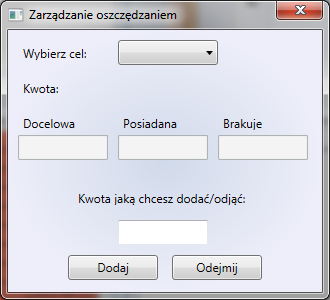 Zarządzanie oszczędzaniem
Wybierz cel:
Kwota:
Docelowa Posiadana Brakuje
Kwota jaką chcesz dodać/odjąć:
Dodaj Odejmij